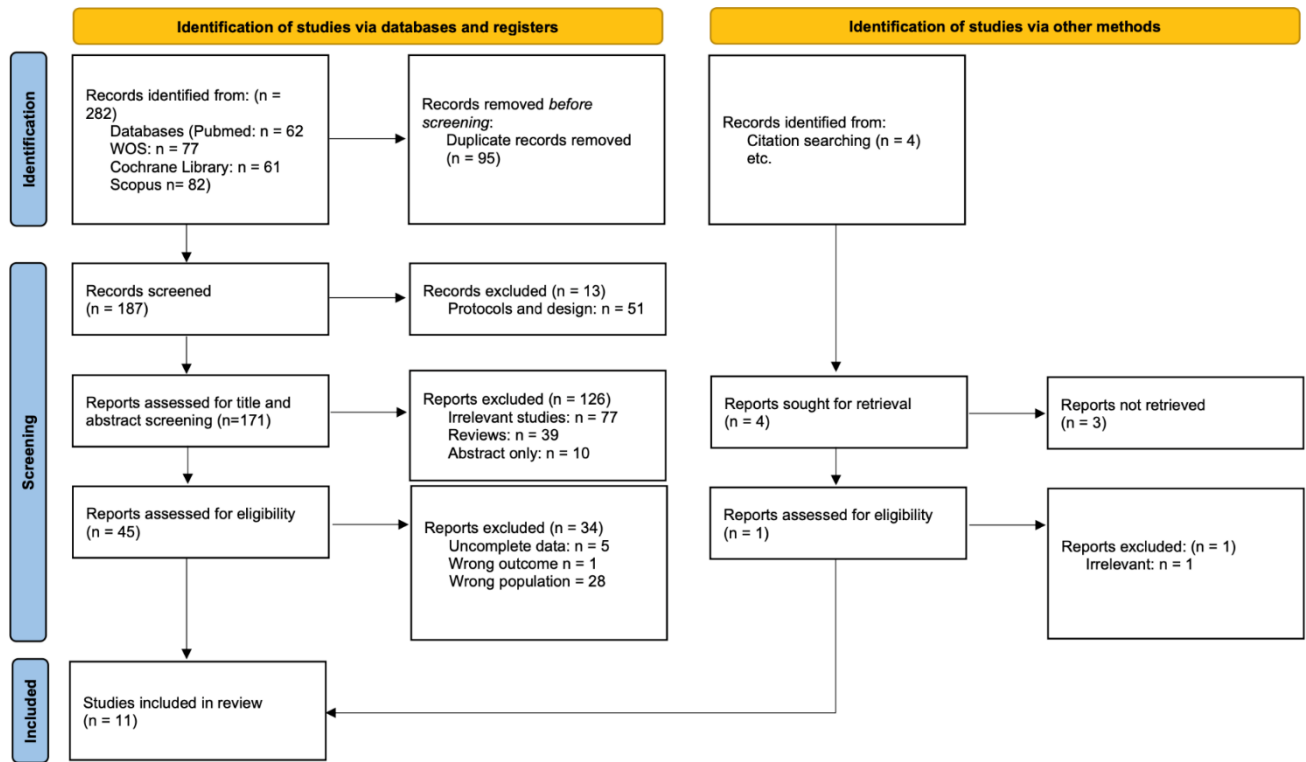 Identification of studies via databases and registers
Identification of studies via other methods
Identification
Records identified from: (n =
282)
Databases (Pubmed: n = 62
WOS: n = 77
Cochrane Library: n = 61
Scopus n= 82)
Records removed before
screening:
Duplicate records removed
(n = 95)
Records identified from:
Citation searching (n = 4)
etc.
Screening
Records screened
(n = 187)
Records excluded (n = 13)
Protocols and design: n = 51
Reports assessed for title and
abstract screening (n=171)
Reports excluded (n = 126)
Irrelevant studies: n = 77
Reviews: n = 39
Abstract only: n = 10
Reports sought for retrieval
(n = 4)
Reports not retrieved
(n = 3)
Reports assessed for eligibility
(n = 45)
Reports excluded (n = 34)
Uncomplete data: n = 5
Wrong outcome n = 1
Wrong population = 28
Reports assessed for eligibility
(n = 1)
Reports excluded: (n = 1)
Irrelevant: n = 1
Included
Studies included in review
(n = 11)